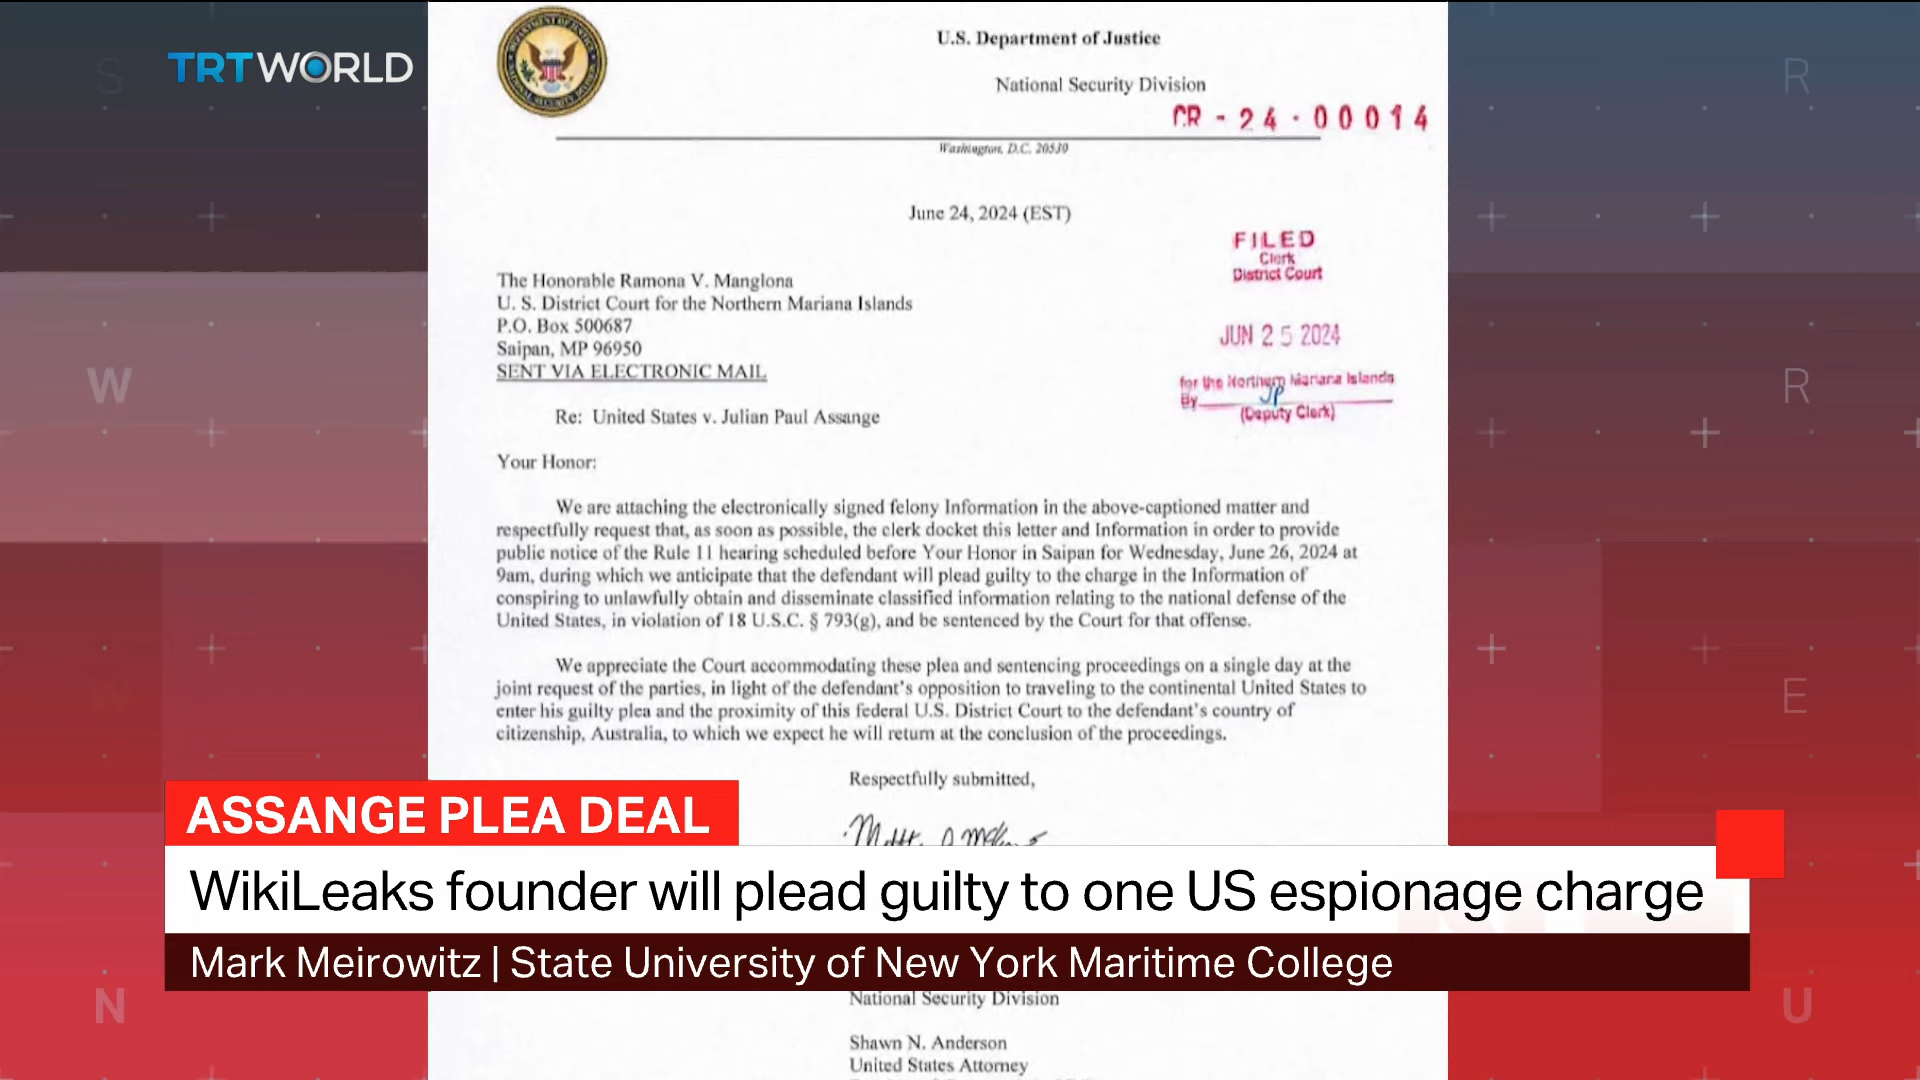 TRT WORLD
U.S. Department of Justice
National Security Division
CR - 24 - 00014
Washington, D.C. 20530
June 24, 2024 (EST)
FILED
Clerk
District Court
JUN 25 2024
for the Northern Mariana Islands
By JP
(Deputy Clerk)
The Honorable Ramona V. Manglona
U. S. District Court for the Northern Mariana Islands
P.O. Box 500687
Saipan, MP 96950
SENT VIA ELECTRONIC MAIL
Re: United States v. Julian Paul Assange
Your Honor:
We are attaching the electronically signed felony Information in the above-captioned matter and
respectfully request that, as soon as possible, the clerk docket this letter and Information in order to provide
public notice of the Rule 11 hearing scheduled before Your Honor in Saipan for Wednesday, June 26, 2024 at
9am, during which we anticipate that the defendant will plead guilty to the charge in the Information of
conspiring to unlawfully obtain and disseminate classified information relating to the national defense of the
United States, in violation of 18 U.S.C. § 793(g), and be sentenced by the Court for that offense.
We appreciate the Court accommodating these plea and sentencing proceedings on a single day at the
joint request of the parties, in light of the defendant's opposition to traveling to the continental United States to
enter his guilty plea and the proximity of this federal U.S. District Court to the defendant's country of
citizenship, Australia, to which we expect he will return at the conclusion of the proceedings.
Respectfully submitted,
ASSANGE PLEA DEAL
WikiLeaks founder will plead guilty to one US espionage charge
Mark Meirowitz | State University of New York Maritime College
National Security Division
Shawn N. Anderson
United States Attorney
S
W
W
N
R
R
E
U